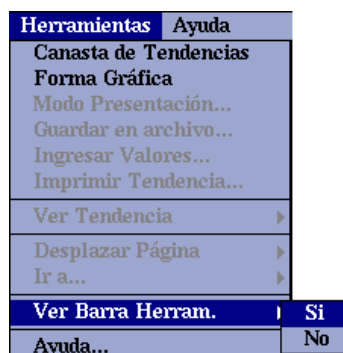 Herramientas Ayuda
Canasta de Tendencias
Forma Gráfica
Modo Presentación...
Guardar en archivo...
Ingresar Valores...
Imprimir Tendencia...
Ver Tendencia
Desplazar Página
Ir a...
Ver Barra Herram. Si
No
Ayuda...